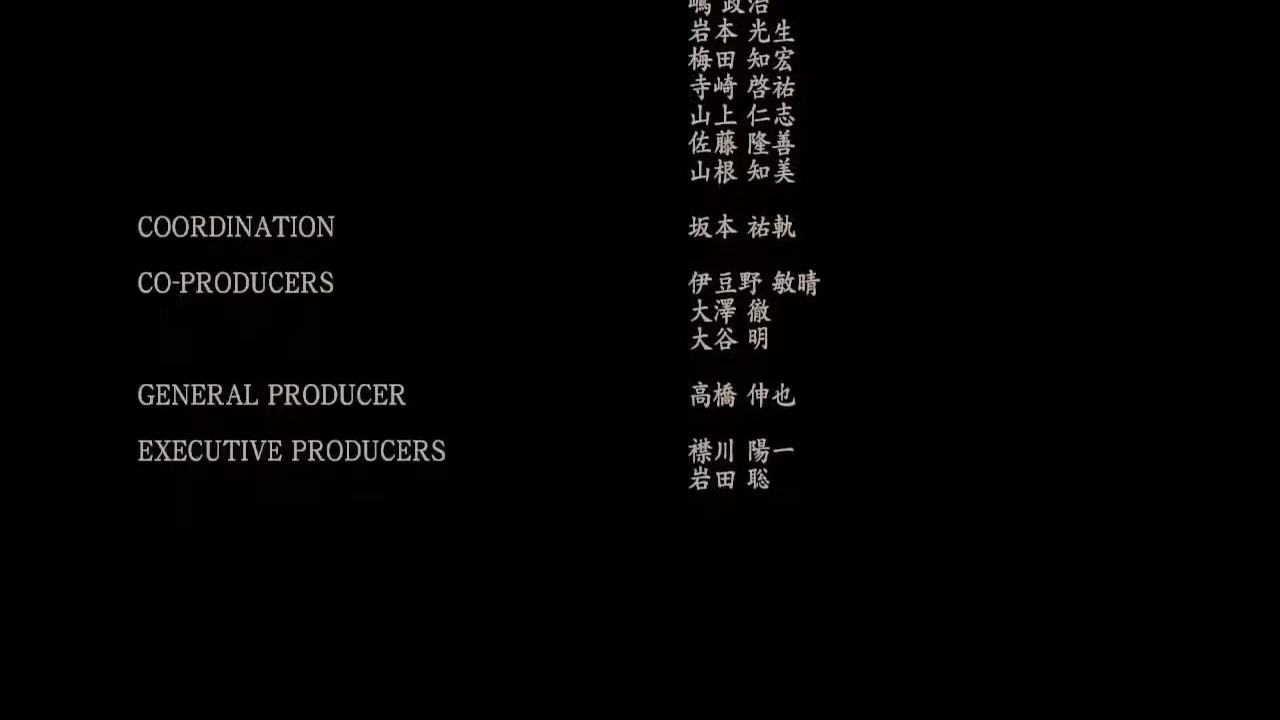 嶋 政治
岩本 光生
梅田 知宏
寺崎 啓祐
山上 仁志
佐藤 隆善
山根 知美
COORDINATION 坂本 祐軌
CO-PRODUCERS 伊豆野 敏晴
大澤 徹
大谷 明
GENERAL PRODUCER 高橋 伸也
EXECUTIVE PRODUCERS 襟川 陽一
岩田 聡